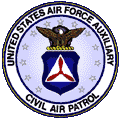 UNITED STATES AIR FORCE AUXILIARY
CIVIL AIR PATROL